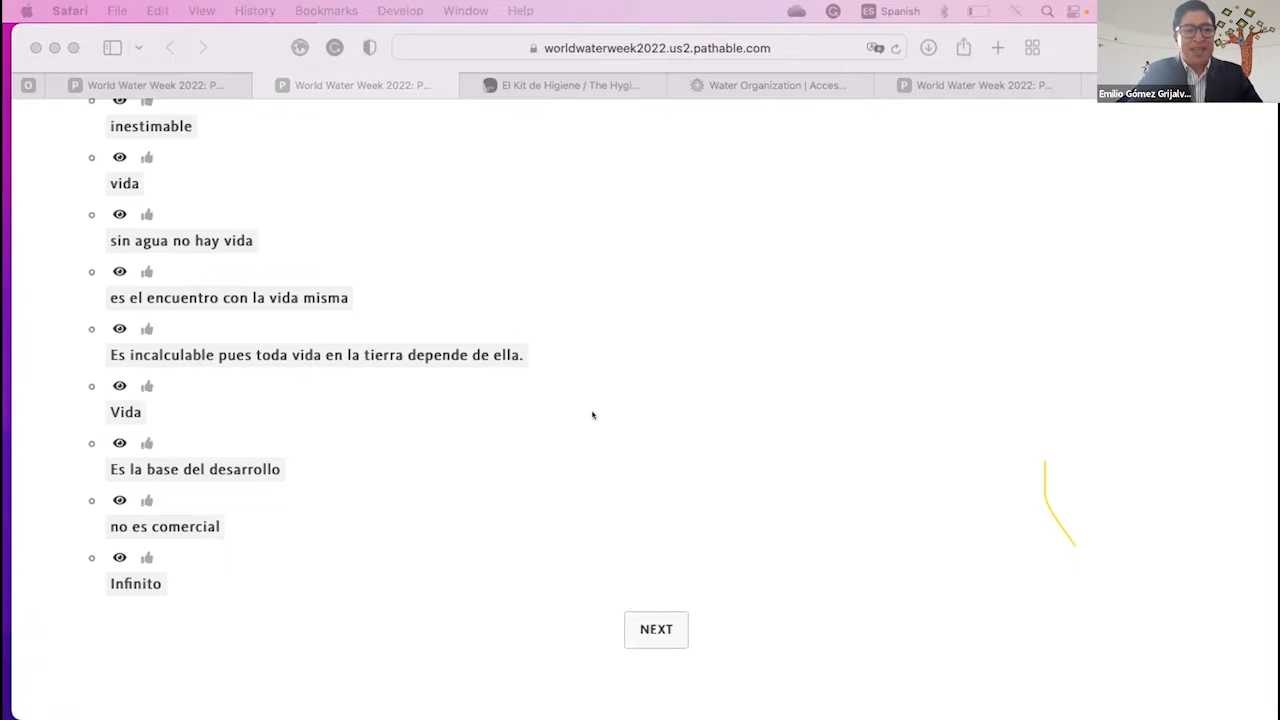 Safari File Edit View History Bookmarks Develop Window Help ES Spanish
worldwaterweek2022.us2.pathable.com
World Water Week 2022: P... World Water Week 2022: P... El Kit de Higiene / The Hygi... Water Organization | Acces... World Water Week 2022: P...
Emilio Gómez Grijalv...
inestimable
vida
sin agua no hay vida
es el encuentro con la vida misma
Es incalculable pues toda vida en la tierra depende de ella.
Vida
Es la base del desarrollo
no es comercial
Infinito
NEXT